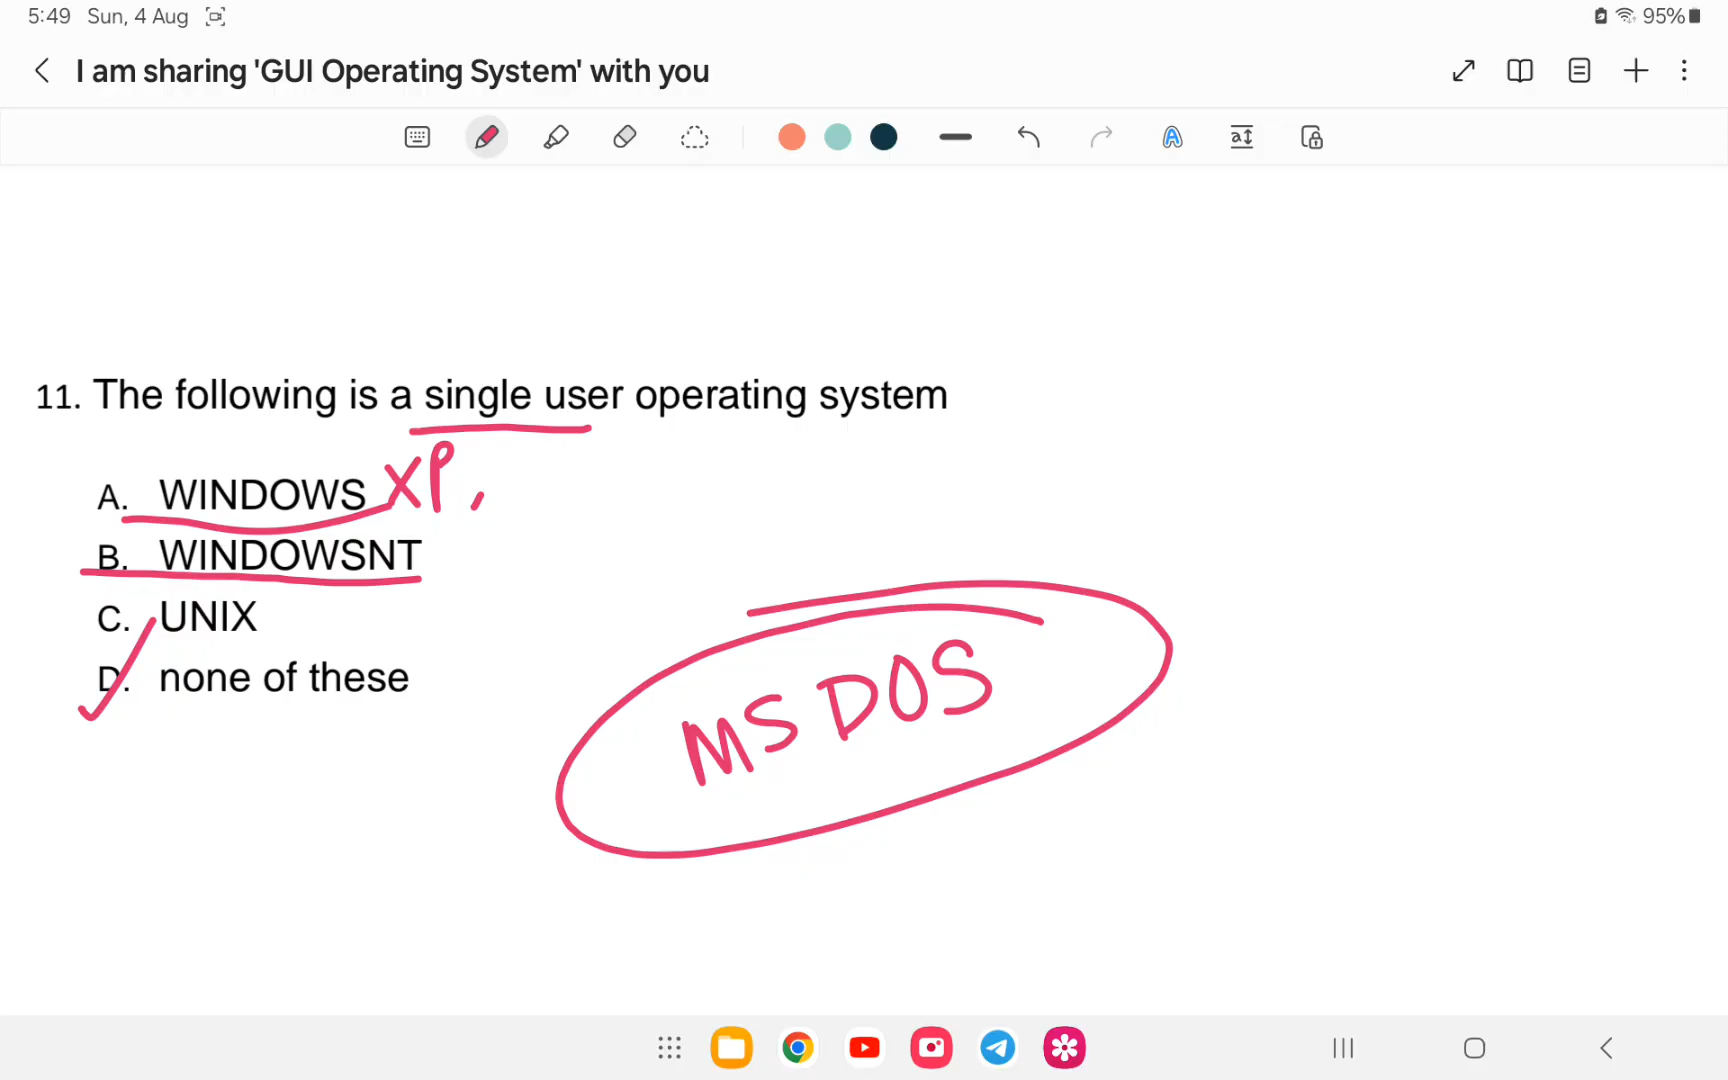 5:49 Sun, 4 Aug 95%
I am sharing 'GUI Operating System' with you
11. The following is a single user operating system
A. WINDOWS XP,
B. WINDOWSNT
C. UNIX
D. none of these
MS DOS